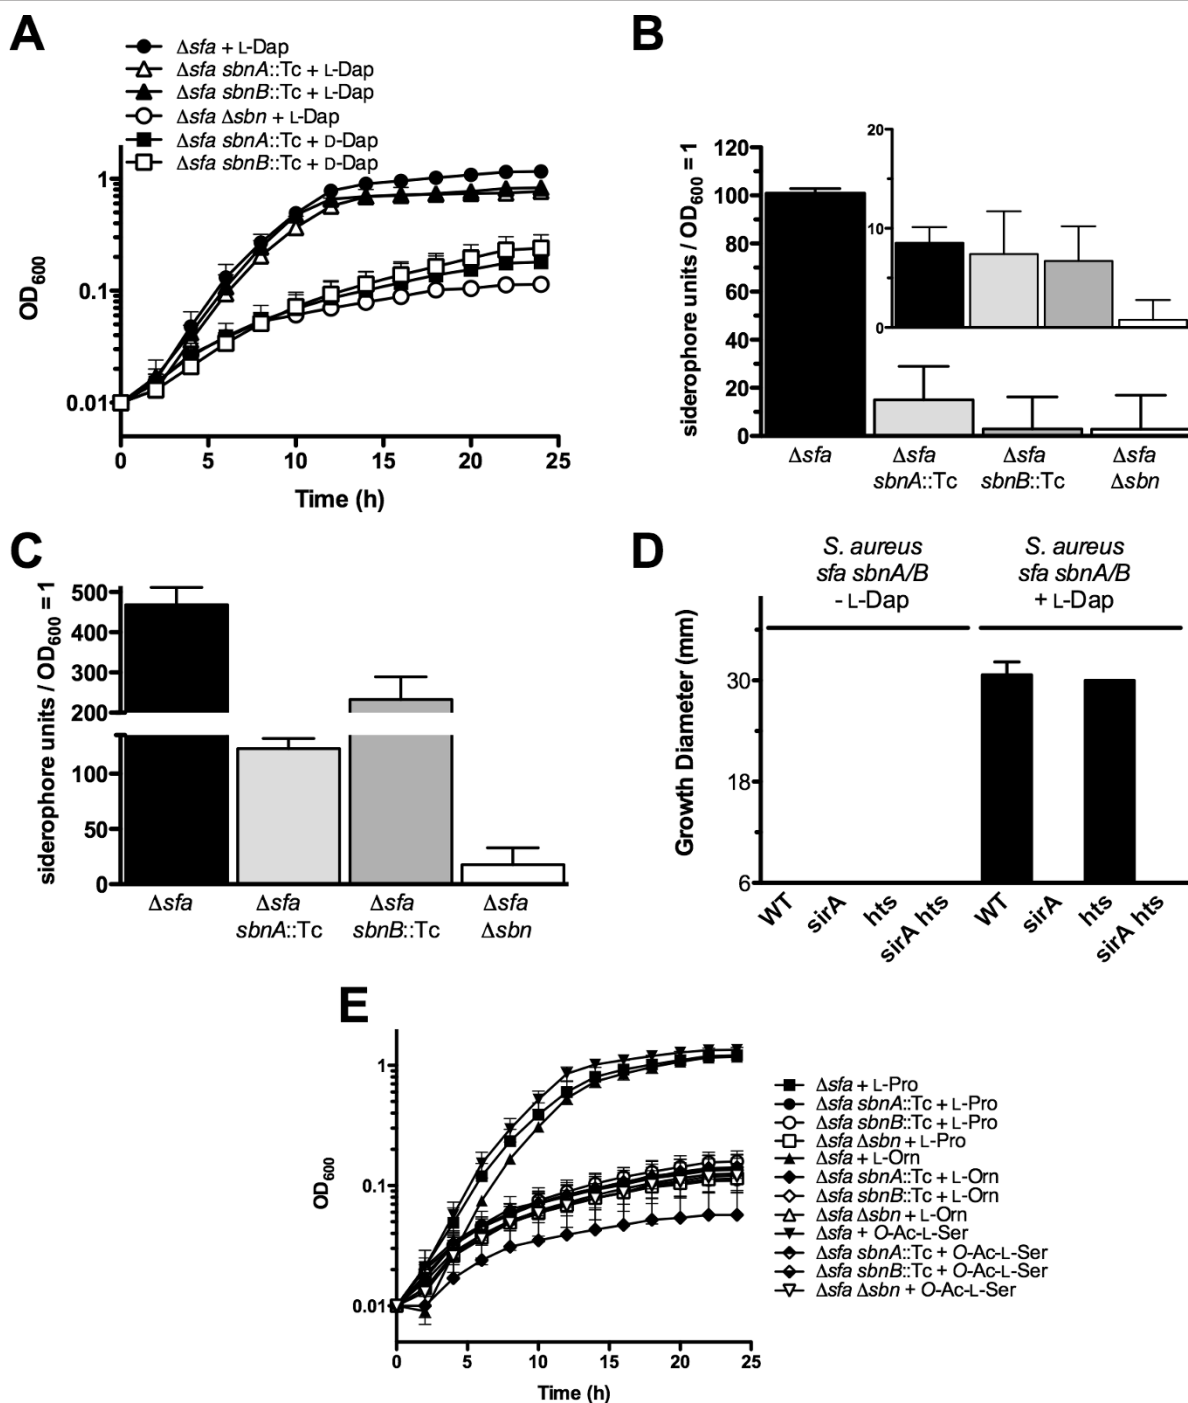 A
Δsfa + L-Dap
Δsfa sbnA::Tc + L-Dap
Δsfa sbnB::Tc + L-Dap
Δsfa Δsbn + L-Dap
Δsfa sbnA::Tc + D-Dap
Δsfa sbnB::Tc + D-Dap
OD600
1
0.1
0.01
0 5 10 15 20 25
Time (h)
B
siderophore units / OD600 = 1
120
100
80
60
40
20
0
20
10
0
Δsfa Δsfa Δsfa Δsfa
sbnA::Tc sbnB::Tc Δsbn
C
siderophore units / OD600 = 1
500
400
300
200
100
50
0
Δsfa Δsfa Δsfa Δsfa
sbnA::Tc sbnB::Tc Δsbn
D
S. aureus
sfa sbnA/B
- L-Dap
S. aureus
sfa sbnA/B
+ L-Dap
Growth Diameter (mm)
30
18
6
WT sirA hts sirA hts WT sirA hts sirA hts
E
OD600
1
0.1
0.01
0 5 10 15 20 25
Time (h)
Δsfa + L-Pro
Δsfa sbnA::Tc + L-Pro
Δsfa sbnB::Tc + L-Pro
Δsfa Δsbn + L-Pro
Δsfa + L-Orn
Δsfa sbnA::Tc + L-Orn
Δsfa sbnB::Tc + L-Orn
Δsfa Δsbn + L-Orn
Δsfa + O-Ac-L-Ser
Δsfa sbnA::Tc + O-Ac-L-Ser
Δsfa sbnB::Tc + O-Ac-L-Ser
Δsfa Δsbn + O-Ac-L-Ser